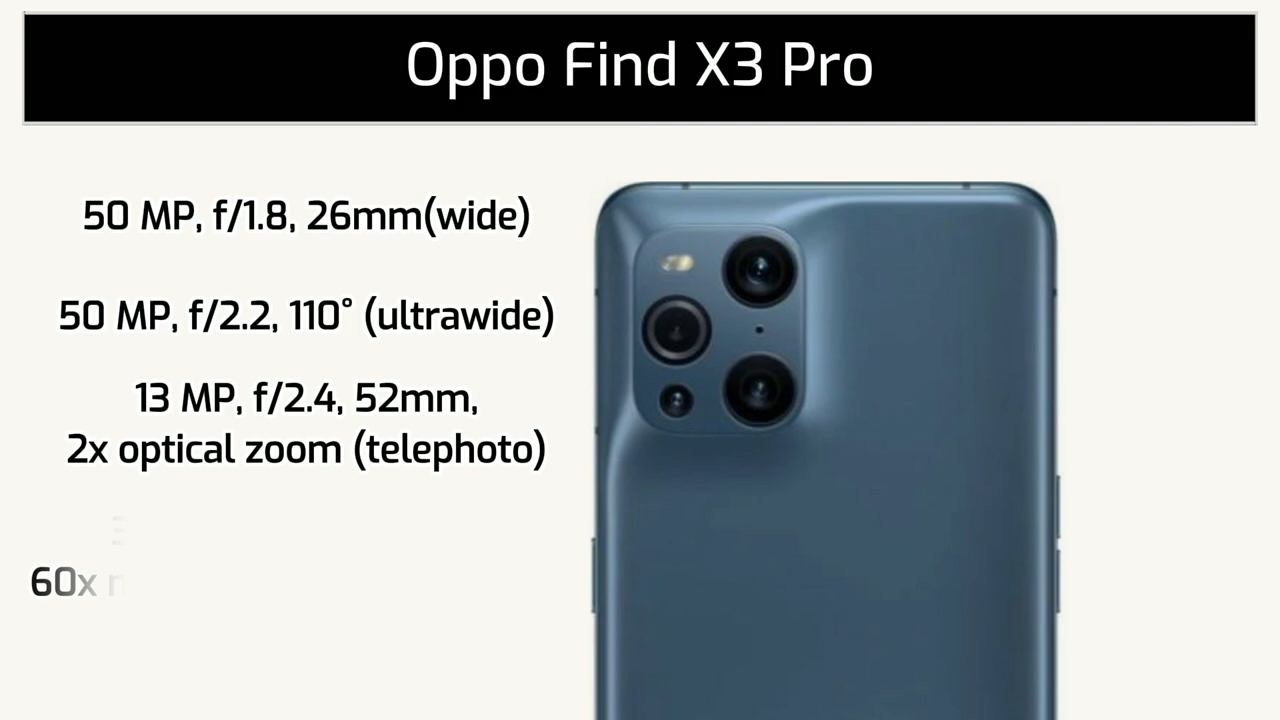 Oppo Find X3 Pro
50 MP, f/1.8, 26mm(wide)
50 MP, f/2.2, 110° (ultrawide)
13 MP, f/2.4, 52mm,
2x optical zoom (telephoto)
60x